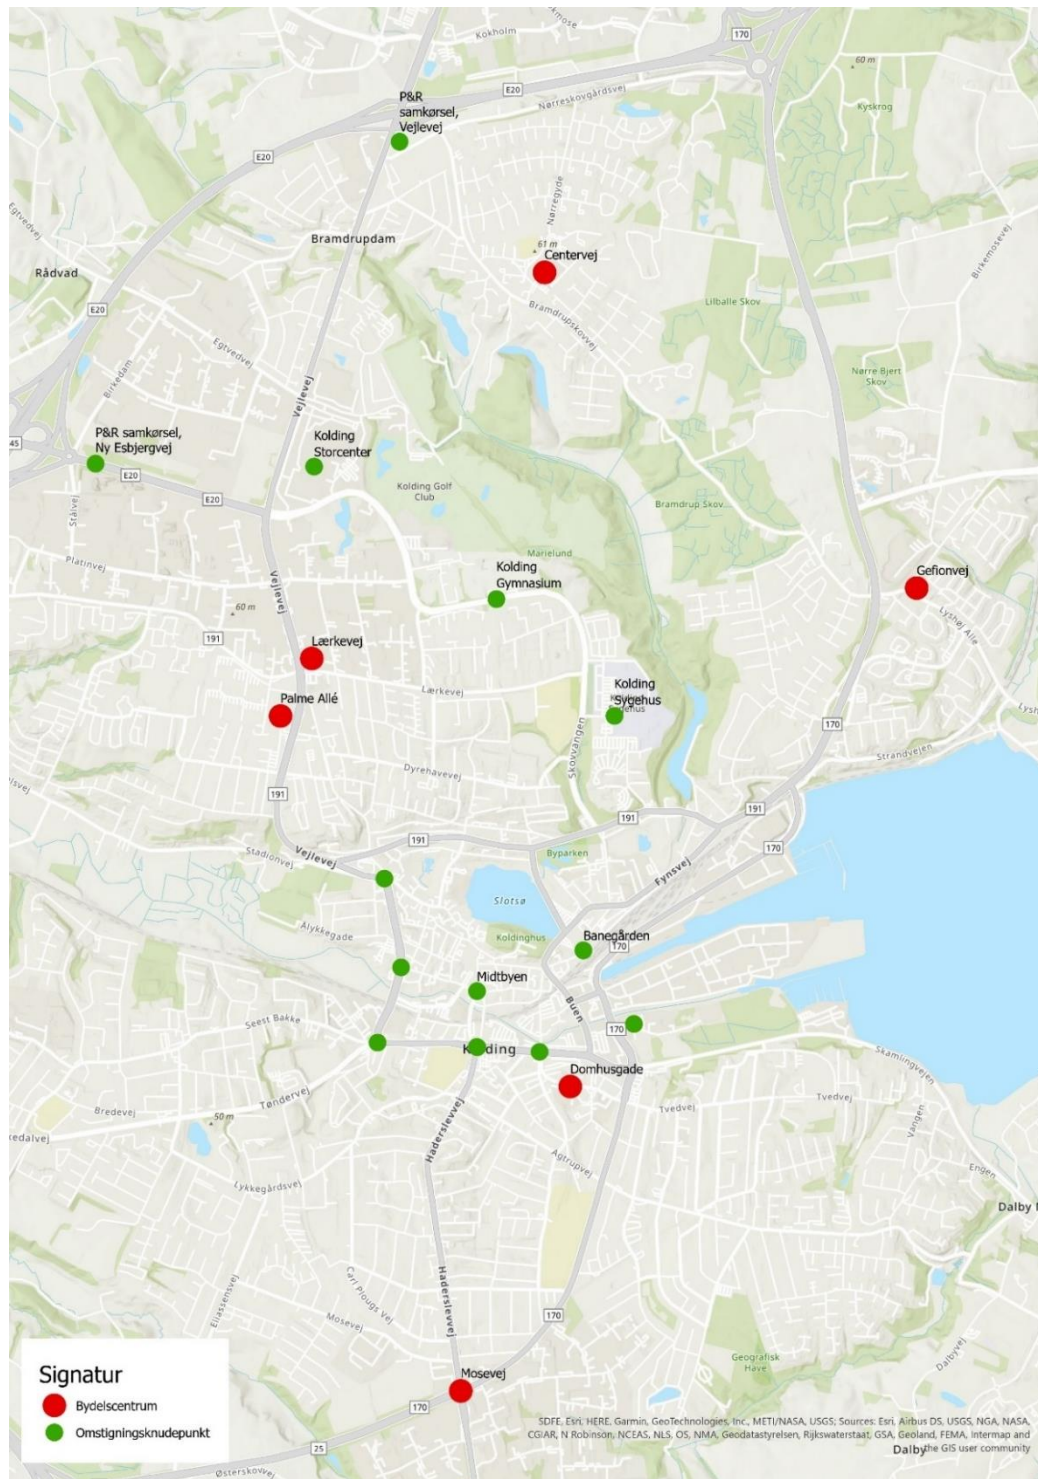 Kokholm
170
60 m
P&R
samkørsel,
Vejlevej
E20
Nørreskovgårdsvej
Kyskrog
E20
Egtvedvej
Nørregyde
Bramdrupdam
61 m
Centervej
Birkemosevej
Rådvad
Lilballe Skov
E20
Bramdrupskovvej
Egtvedvej
Birkedam
Vejlevej
Nørre Bjert
Skov
P&R samkørsel,
Ny Esbjergvej
Kolding
Storcenter
45
E20
Kolding Golf
Club
E20
Bramdrup Skov...
Stålvej
Marielund
Platinvej
Kolding
Gymnasium
Gefionvej
Vejlevej
60 m
Lyshøj Alle
191
Lærkevej
Lærkevej
Kolding
Sygehus
Palme Allé
170
Skovvangen
Strandvejen
Dyrehavevej
191
191
191
191
170
Vejlevej
Stadionvej
Byparken
Fynsvej
Slotsø
Alykkegade
Koldinghus
Banegården
170
Midtbyen
Buen
Seest Bakke
170
Kolding
Skamlingvejen
Domhusgade
Tøndervej
Bredevej
50 m
Tvedvej
Tvedvej
Vangen
Haderslevvej
Agtrupvej
Engen
Lykkegårdsvej
Eliassensvej
Carl Plougs Vej
Haderslevvej
Mosevej
170
Dalbyvej
Geografisk
Have
Mosevej
Signatur
Bydelscentrum
Omstigningsknudepunkt
25
Østerskovvej
SDFE, Esri, HERE, Garmin, GeoTechnologies, Inc., METI/NASA, USGS; Sources: Esri, Airbus DS, USGS, NGA, NASA,
CGIAR, N Robinson, NCEAS, NLS, OS, NMA, Geodatastyrelsen, Rijkswaterstaat, GSA, Geoland, FEMA, Intermap and
Dalby
the GIS user community